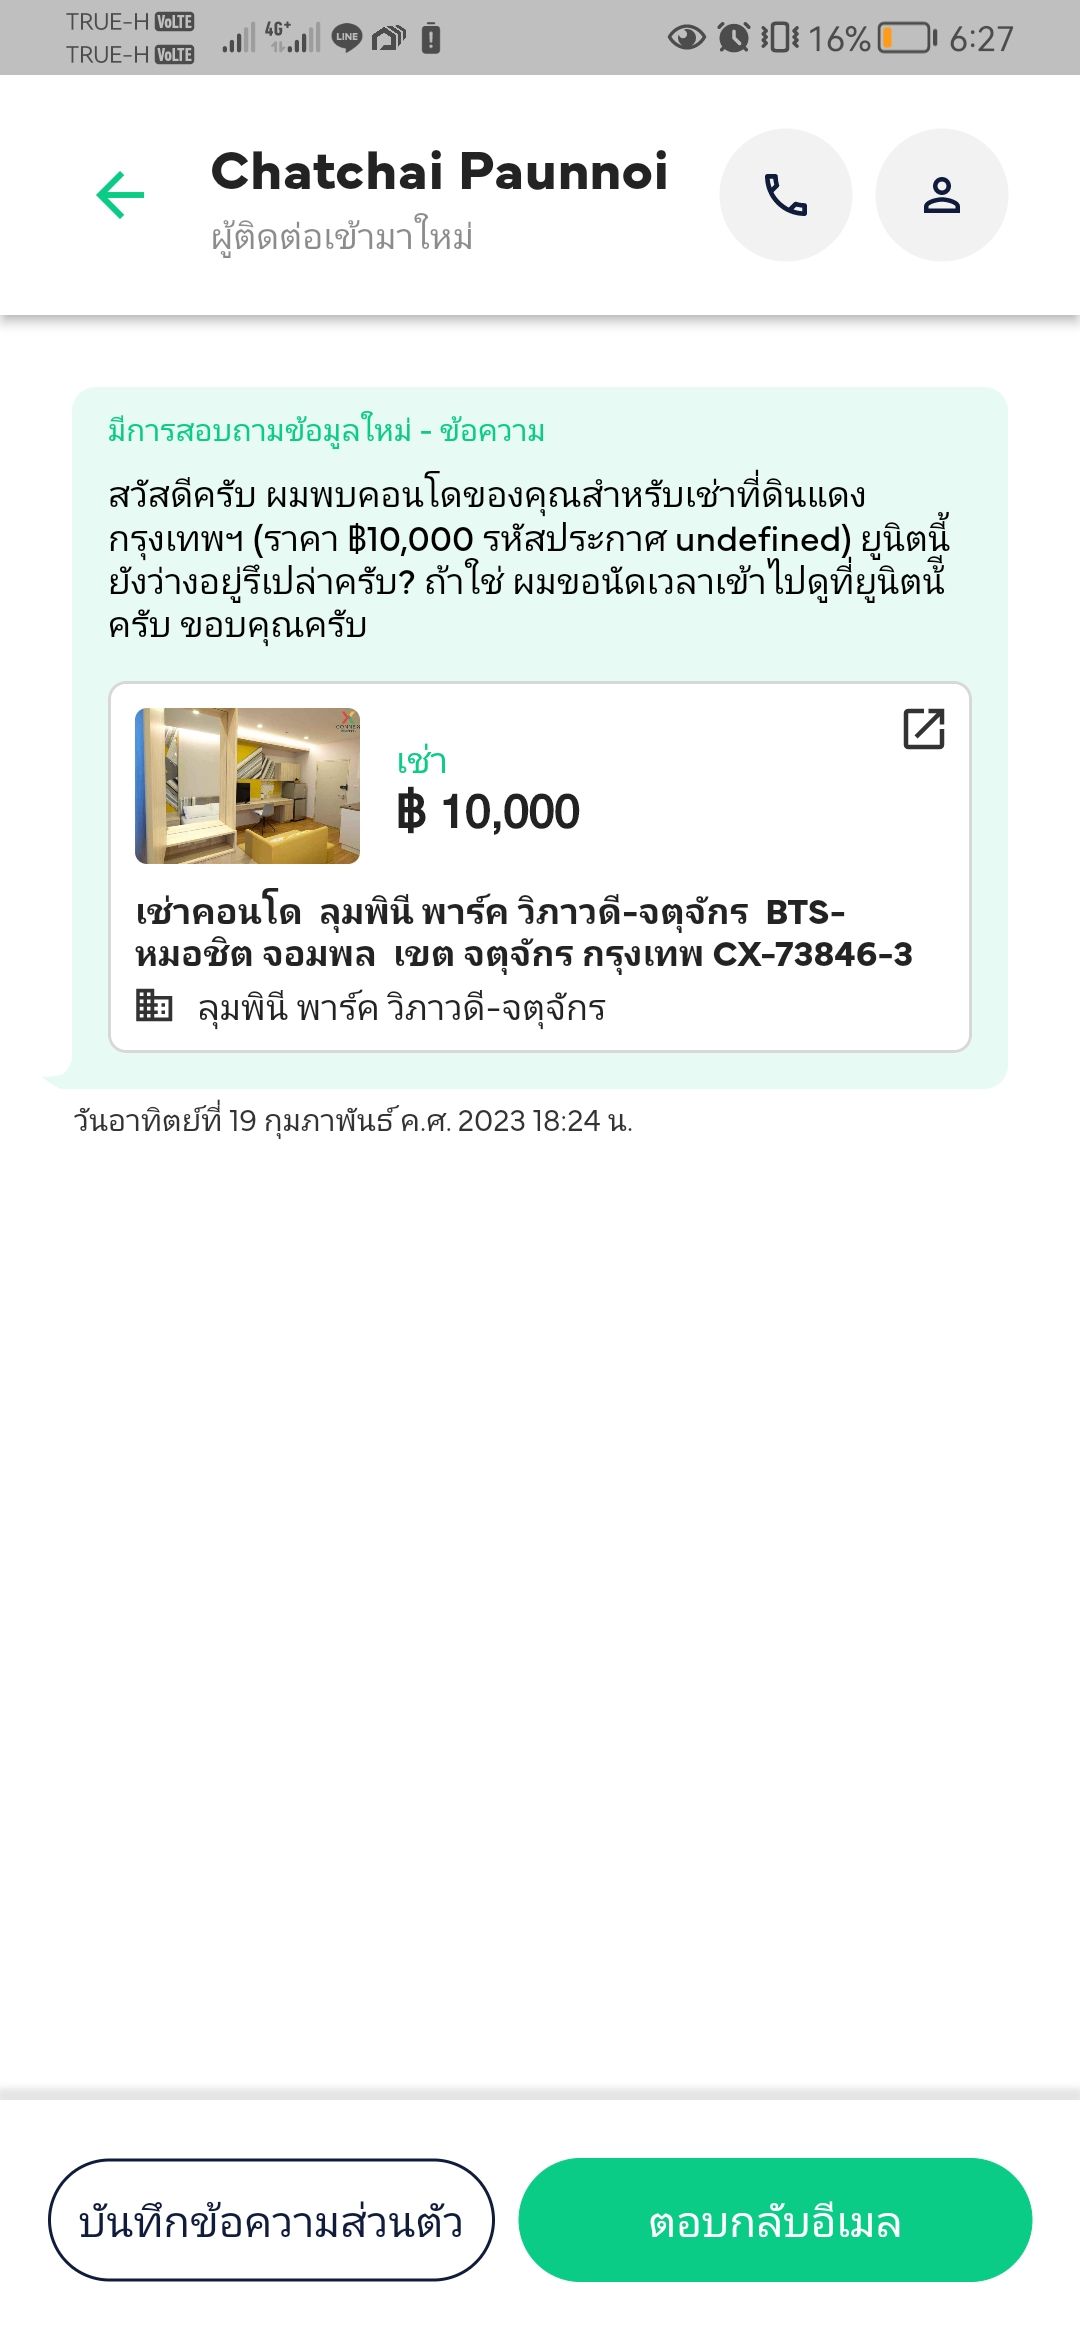 TRUE-H VoLTE
TRUE-H VoLTE
4G+
LINE
16%
6:27
Chatchai Paunnoi
ผู้ติดต่อเข้ามาใหม่
มีการสอบถามข้อมูลใหม่ - ข้อความ
สวัสดีครับ ผมพบคอนโดของคุณสำหรับเช่าที่ดินแดง
กรุงเทพฯ (ราคา ฿10,000 รหัสประกาศ undefined) ยูนิตนี้
ยังว่างอยู่รึเปล่าครับ? ถ้าใช่ ผมขอนัดเวลาเข้าไปดูที่ยูนิตนี้
ครับ ขอบคุณครับ
เช่า
฿ 10,000
เช่าคอนโด  ลุมพินี พาร์ค วิภาวดี-จตุจักร  BTS-
หมอชิต จอมพล  เขต จตุจักร กรุงเทพ CX-73846-3
ลุมพินี พาร์ค วิภาวดี-จตุจักร
วันอาทิตย์ที่ 19 กุมภาพันธ์ ค.ศ. 2023 18:24 น.
บันทึกข้อความส่วนตัว
ตอบกลับอีเมล